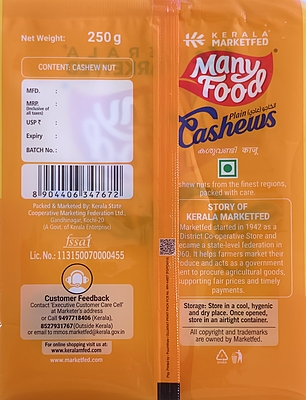 Net Weight: 250 g
CONTENT: CASHEW NUT
MFD. :
MRP. :
(Inclusive of all taxes)
USP ₹ :
Expiry :
BATCH No. :
8 904406 347672
Packed & Marketed By: Kerala State
Cooperative Marketing Federation Ltd.
Gandhinagar, Kochi-20
(A Govt. of Kerala Enterprise)
fssai
Lic. No.: 11315007000455
Customer Feedback
Contact 'Executive Customer Care Cell'
at Marketer's address
or Call 9497718406 (Kerala),
8527931767(Outside Kerala)
or email to mmos.marketfed@kerala.gov.in
For online shopping visit us at:
www.keralamfed.com
www.marketfed.com
KERALA
MARKETFED
Many
Food
Plain
Cashews
കശുവണ്ടി काजू
shew nuts from the finest regions,
packed with care.
STORY OF
KERALA MARKETFED
Marketfed started in 1942 as a
District Co-operative Store and
became a state-level federation in
1960. It helps farmers market their
produce and acts as a government
agent to procure agricultural goods,
supporting fair prices and timely
payments.
Storage: Store in a cool, hygenic
and dry place. Once opened,
store in an airtight container.
All copyright and trademarks
are owned by Marketfed.